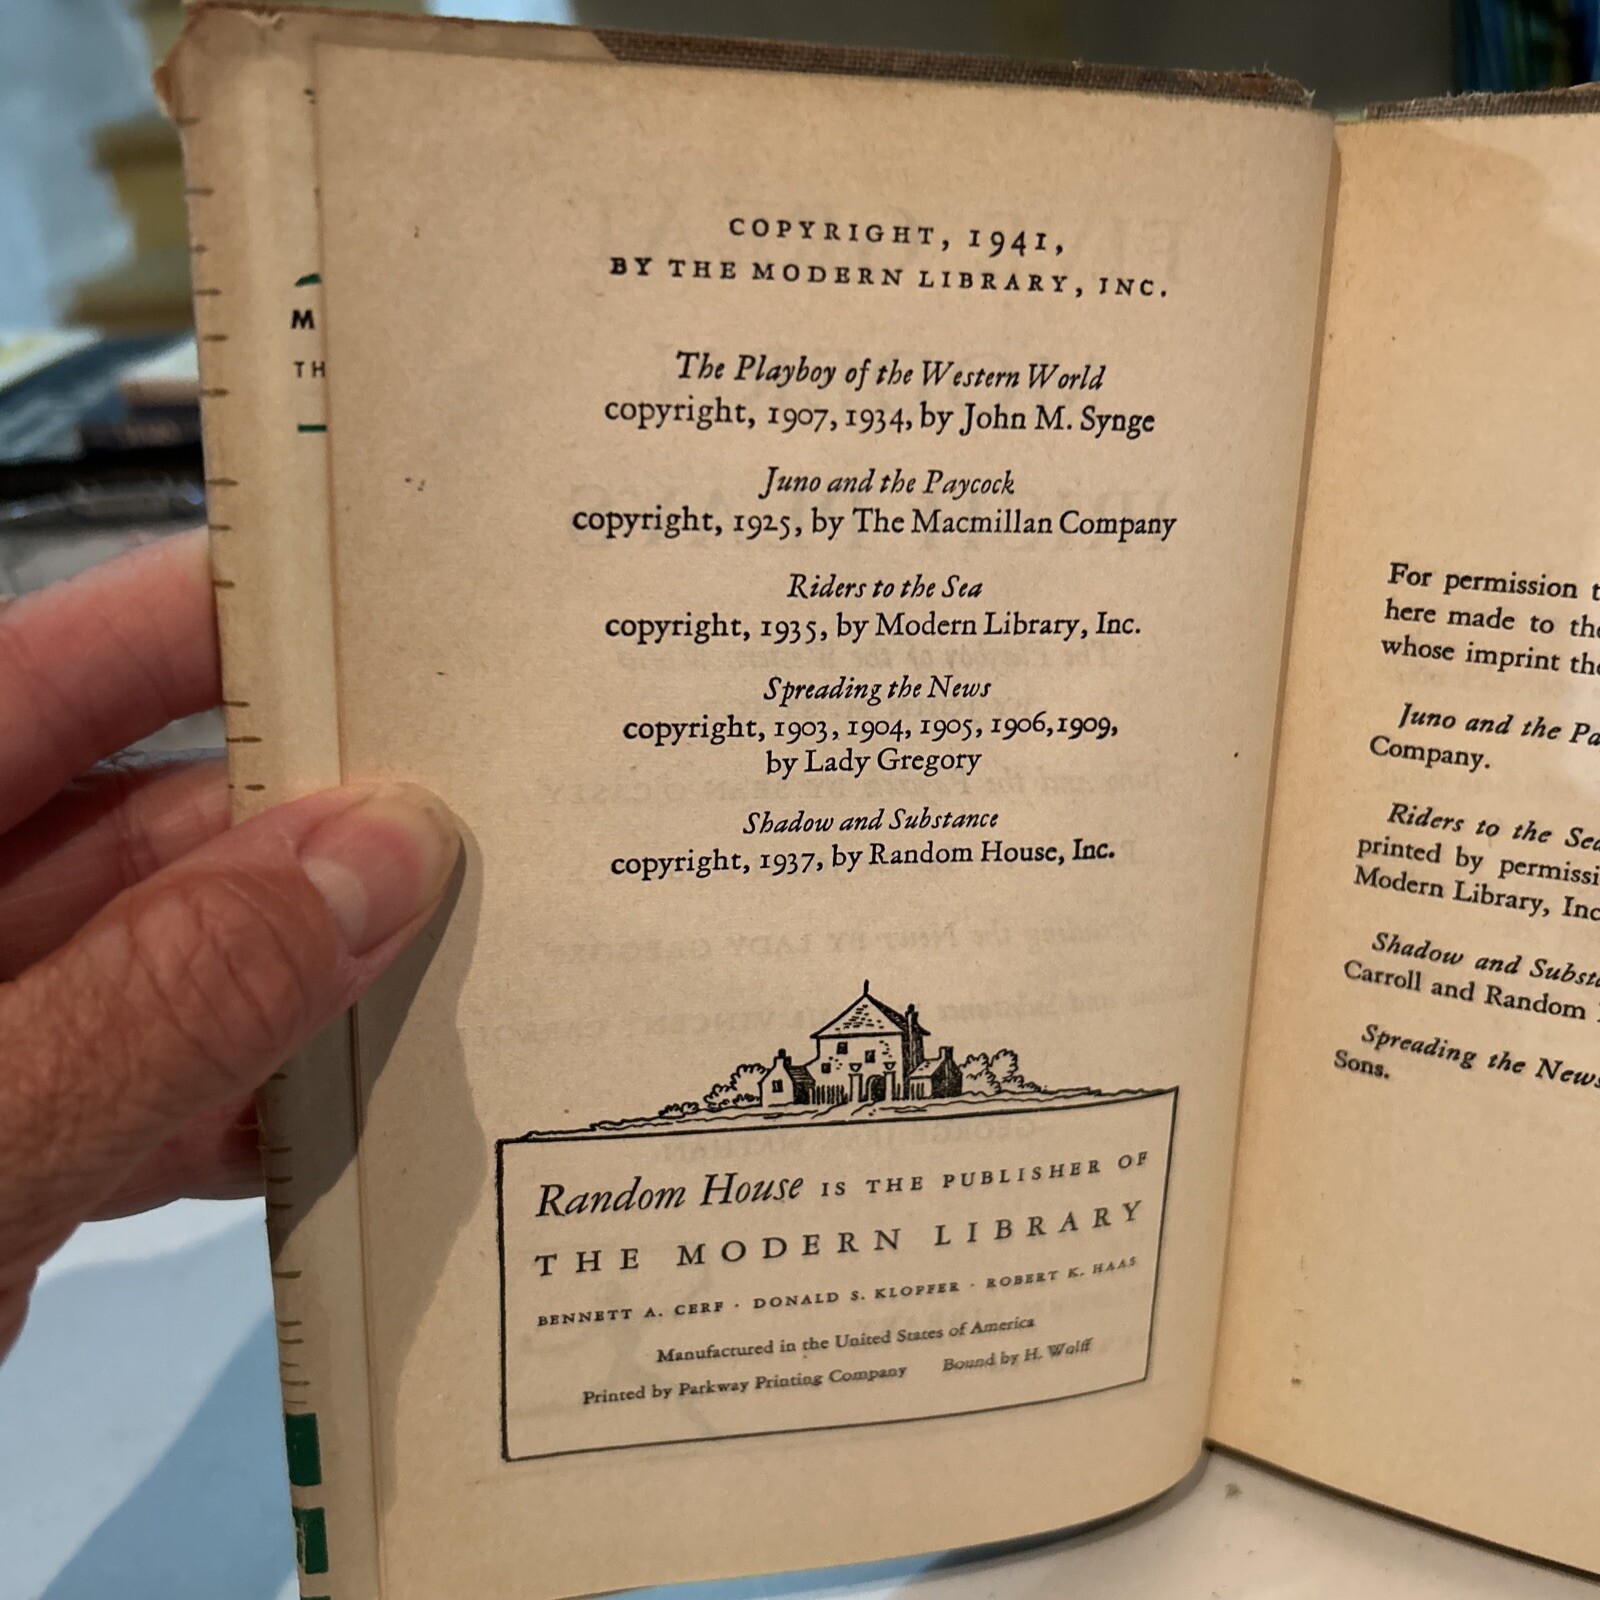 M
TH
COPYRIGHT, 1941,
BY THE MODERN LIBRARY, INC.
The Playboy of the Western World
copyright, 1907, 1934, by John M. Synge
Juno and the Paycock
copyright, 1925, by The Macmillan Company
Riders to the Sea
copyright, 1935, by Modern Library, Inc.
Spreading the News
copyright, 1903, 1904, 1905, 1906, 1909,
by Lady Gregory
Shadow and Substance
copyright, 1937, by Random House, Inc.
Random House IS THE PUBLISHER OF
THE MODERN LIBRARY
BENNETT A. CERF · DONALD S. KLOPFER · ROBERT K. HAAS
Manufactured in the United States of America
Printed by Parkway Printing Company Bound by H. Wolff
For permission t
here made to the
whose imprint the
Juno and the Pa
Company.
Riders to the Sea
printed by permissi
Modern Library, Inc
Shadow and Substa
Carroll and Random
Spreading the News
Sons.